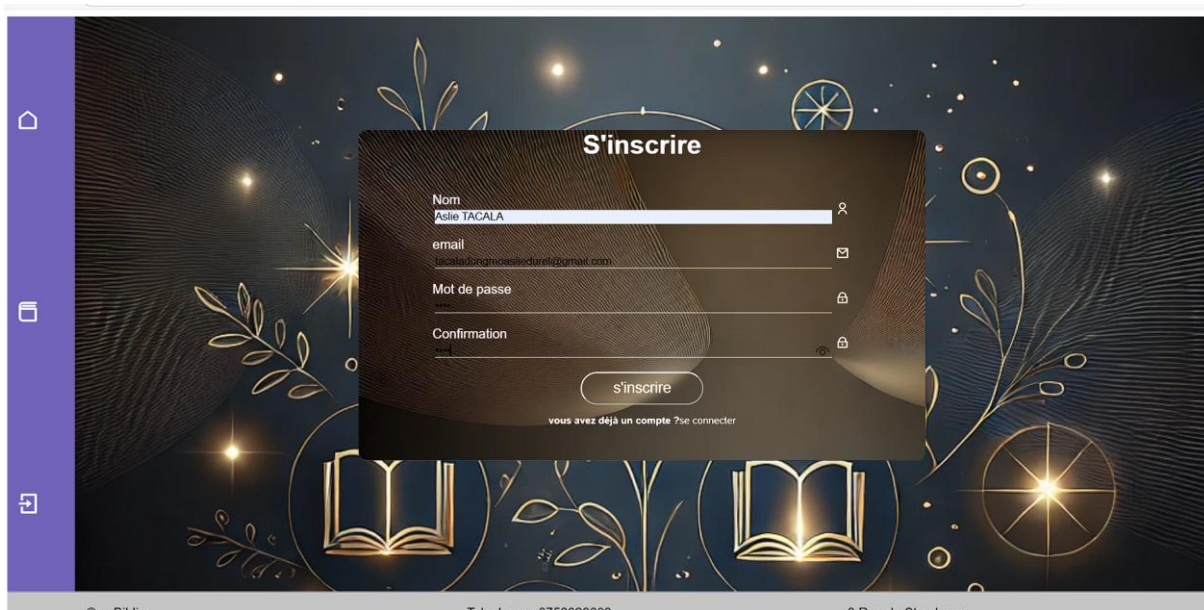 S'inscrire
Nom
Aslie TACALA
email
tacaladongmoasliedurel@gmail.com
Mot de passe
Confirmation
s'inscrire
vous avez déjà un compte ?se connecter